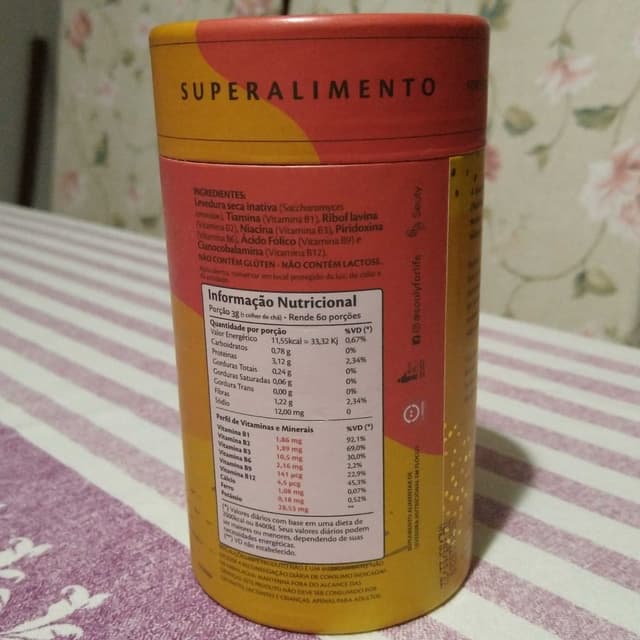 SUPERALIMENTO
INGREDIENTES:
Levedura seca inativa (Saccharomyces
cerevisiae), Tiamina (Vitamina B1), Riboflavina
(Vitamina B2), Niacina (Vitamina B3), Piridoxina
(Vitamina B6), Ácido Fólico (Vitamina B9) e
Cianocobalamina (Vitamina B12).
NÃO CONTÉM GLÚTEN - NÃO CONTÉM LACTOSE.
Informação Nutricional
Porção 3g (1 colher de chá) - Rende 60 porções
Quantidade por porção %VD (*)
Valor Energético 11,55kcal = 33,32 Kj 0,67%
Carboidratos 0,78 g 0%
Proteínas 3,12 g 2,34%
Gorduras Totais 0,24 g 0%
Gorduras Saturadas 0,06 g 0%
Gordura Trans 0,00 g 0%
Fibras 1,22 g 2,34%
Sódio 12,00 mg 0
Perfil de Vitaminas e Minerais %VD (*)
Vitamina B1 1,86 mg 92,1%
Vitamina B2 1,89 mg 69,0%
Vitamina B3 10,5 mg 30,0%
Vitamina B6 2,16 mg 2,2%
Vitamina B9 141 µcg 22,9%
Vitamina B12 4,5 µcg 45,3%
Cálcio 1,08 mg 0,07%
Ferro 0,18 mg 0,52%
Potássio 28,53 mg **
(*) Valores diários com base em uma dieta de
2000kcal ou 8400kJ. Seus valores diários podem
ser maiores ou menores, dependendo de suas
necessidades energéticas.
(**) VD não estabelecido.
Souly
@soulyforlife